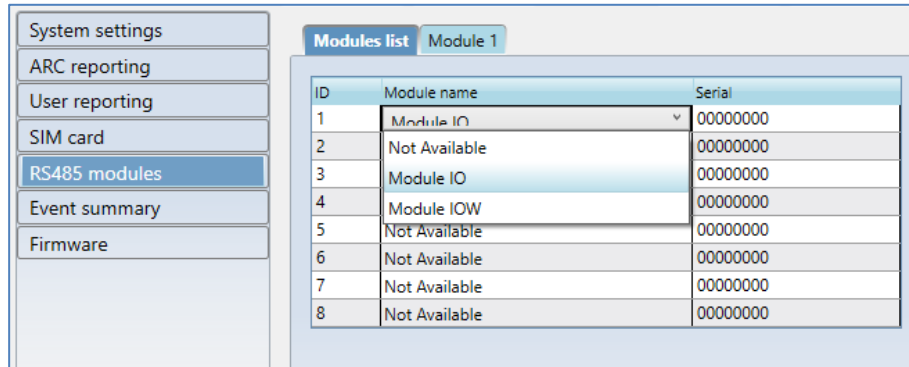 System settings
ARC reporting
User reporting
SIM card
RS485 modules
Event summary
Firmware
Modules list Module 1
ID Module name Serial
1 Module IO 00000000
2 Not Available 00000000
3 Module IO 00000000
4 Module IOW 00000000
5 Not Available 00000000
6 Not Available 00000000
7 Not Available 00000000
8 Not Available 00000000